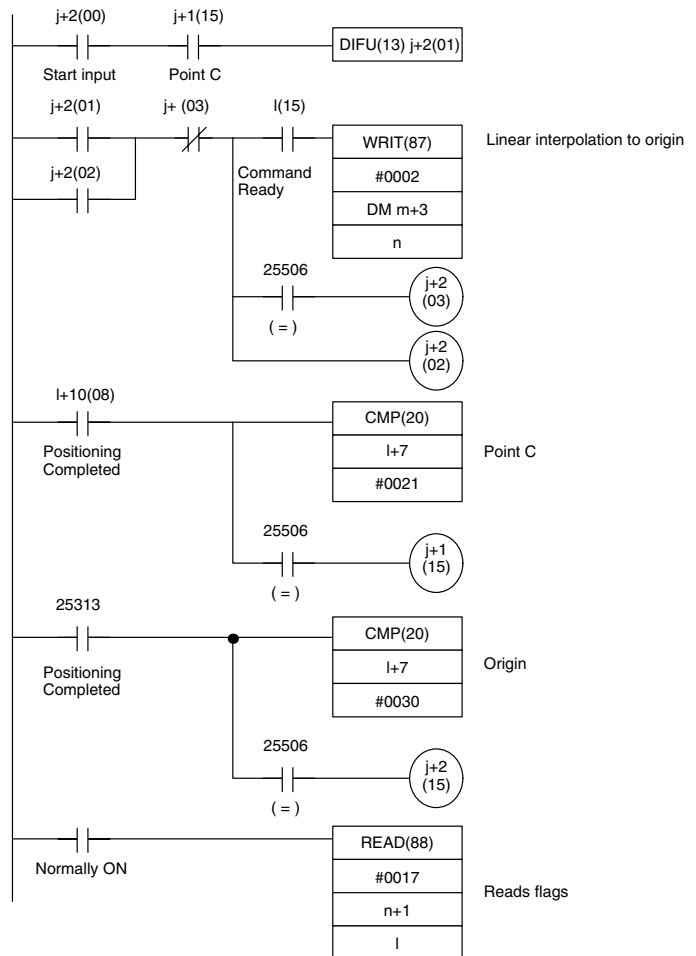 j+2(00) j+1(15)
DIFU(13) j+2(01)
Start input Point C
j+2(01) j+ (03) l(15)
WRIT(87) Linear interpolation to origin
j+2(02)
Command
Ready
#0002
DM m+3
n
25506
j+2
(03)
( = )
j+2
(02)
l+10(08)
CMP(20)
Positioning
Completed
l+7 Point C
#0021
25506
j+1
(15)
( = )
25313
CMP(20)
Positioning
Completed
l+7 Origin
#0030
25506
j+2
(15)
( = )
READ(88)
Normally ON
#0017
Reads flags
n+1
l